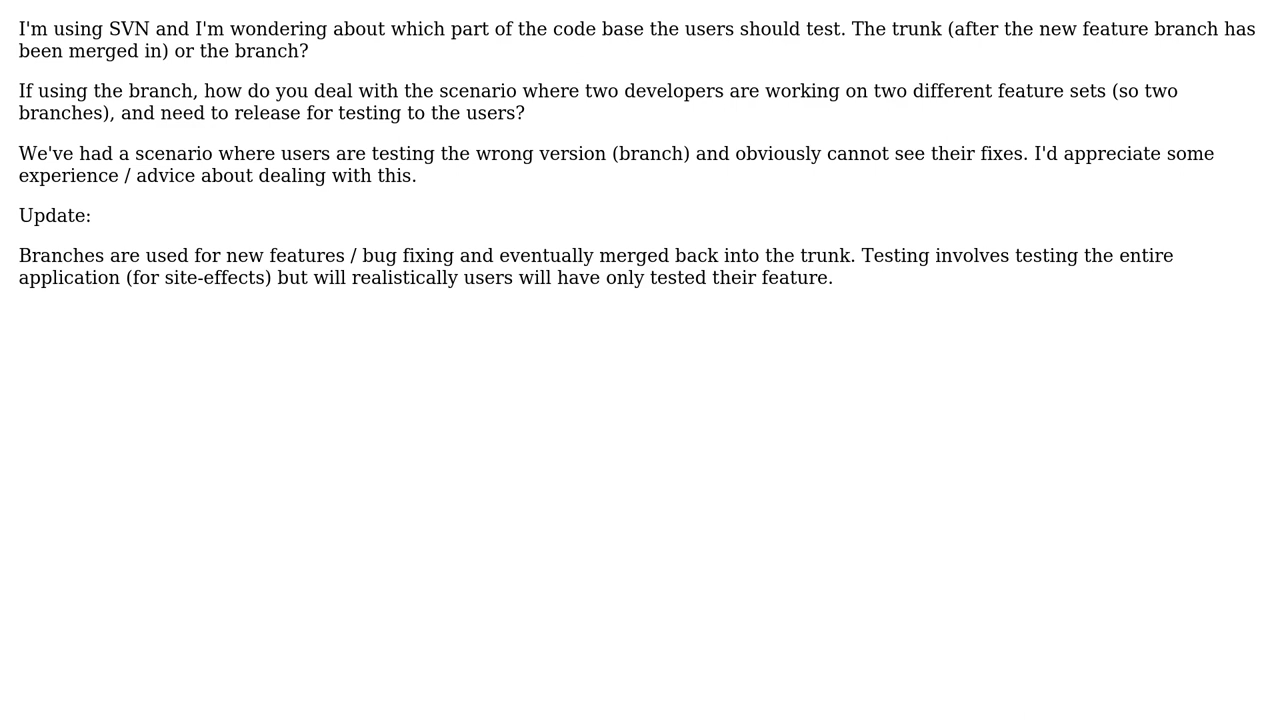 I'm using SVN and I'm wondering about which part of the code base the users should test. The trunk (after the new feature branch has
been merged in) or the branch?
If using the branch, how do you deal with the scenario where two developers are working on two different feature sets (so two
branches), and need to release for testing to the users?
We've had a scenario where users are testing the wrong version (branch) and obviously cannot see their fixes. I'd appreciate some
experience / advice about dealing with this.
Update:
Branches are used for new features / bug fixing and eventually merged back into the trunk. Testing involves testing the entire
application (for site-effects) but will realistically users will have only tested their feature.